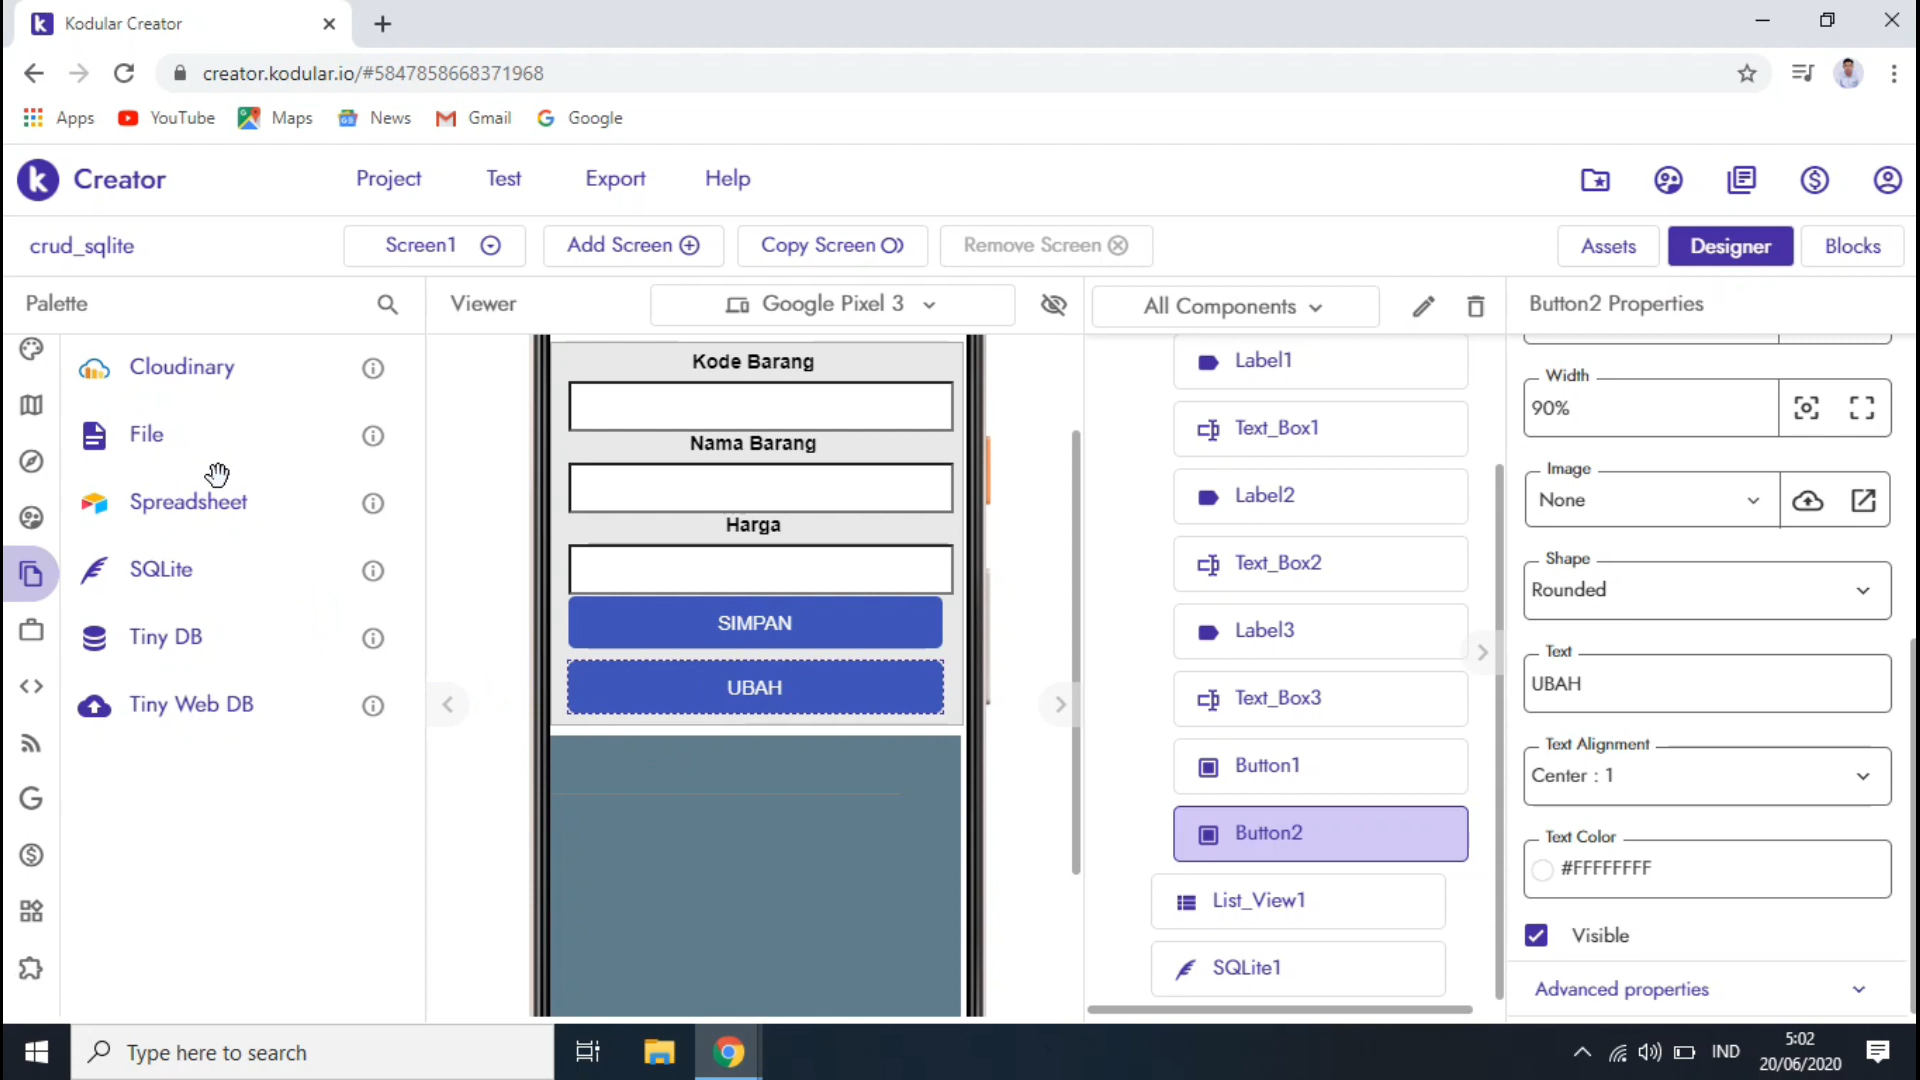 Kodular Creator
creator.kodular.io/#5847858668371968
Apps YouTube Maps News Gmail Google
Creator Project Test Export Help
crud_sqlite Screen1 Add Screen Copy Screen Remove Screen Assets Designer Blocks
Palette Viewer Google Pixel 3 All Components Button2 Properties
Cloudinary
File
Spreadsheet
SQLite
Tiny DB
Tiny Web DB
Kode Barang
Nama Barang
Harga
SIMPAN
UBAH
Label1
Text_Box1
Label2
Text_Box2
Label3
Text_Box3
Button1
Button2
List_View1
SQLite1
Width
90%
Image
None
Shape
Rounded
Text
UBAH
Text Alignment
Center : 1
Text Color
#FFFFFFFF
Visible
Advanced properties
Type here to search
IND
5:02
20/06/2020